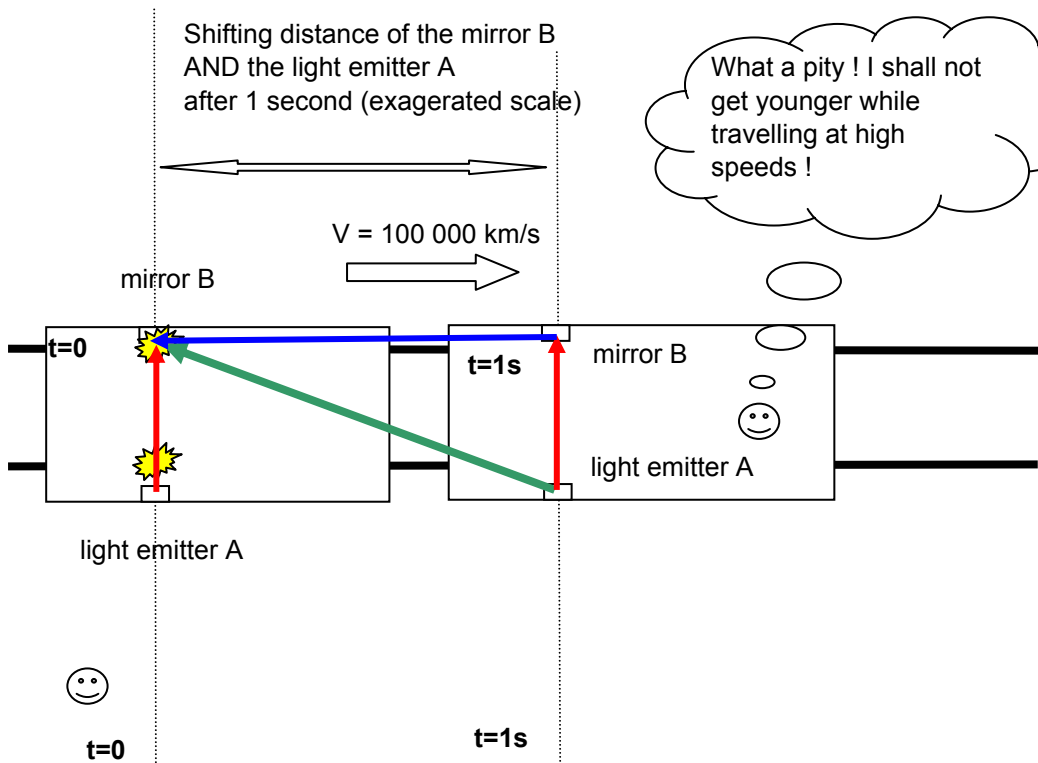 Shifting distance of the mirror B
AND the light emitter A
after 1 second (exagerated scale)
What a pity ! I shall not
get younger while
travelling at high
speeds !
V = 100 000 km/s
mirror B
t=0
t=1s
mirror B
light emitter A
light emitter A
t=0
t=1s